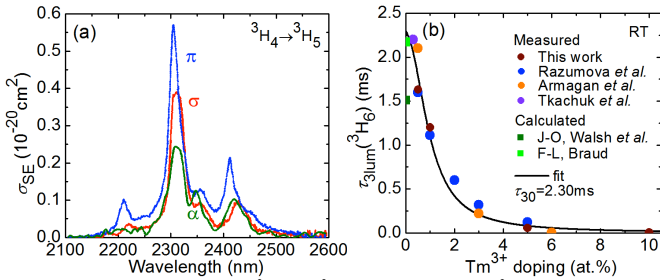 (a)
³H₄→³H₅
π
σ
α
0.6
0.5
0.4
0.3
0.2
0.1
0.0
σSE (10⁻²⁰cm²)
2100 2200 2300 2400 2500 2600
Wavelength (nm)
(b)
RT
Measured
This work
Razumova et al.
Armagan et al.
Tkachuk et al.
Calculated
J-O, Walsh et al.
F-L, Braud
fit
τ₃₀=2.30ms
2.5
2.0
1.5
1.0
0.5
0.0
τ₃lum(³H₆) (ms)
0 2 4 6 8 10
Tm³⁺ doping (at.%)